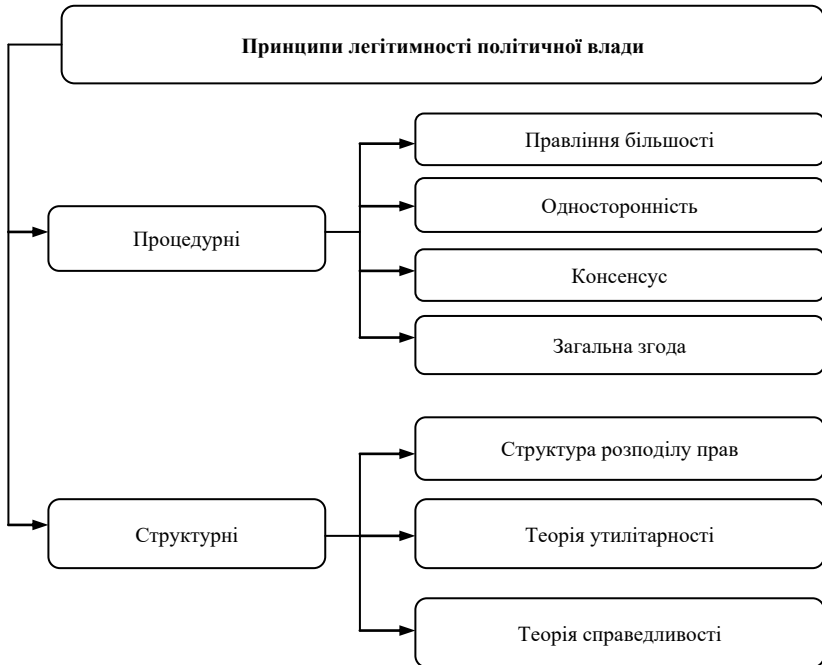 Принципи легітимності політичної влади
Процедурні
Правління більшості
Односторонність
Консенсус
Загальна згода
Структурні
Структура розподілу прав
Теорія утилітарності
Теорія справедливості